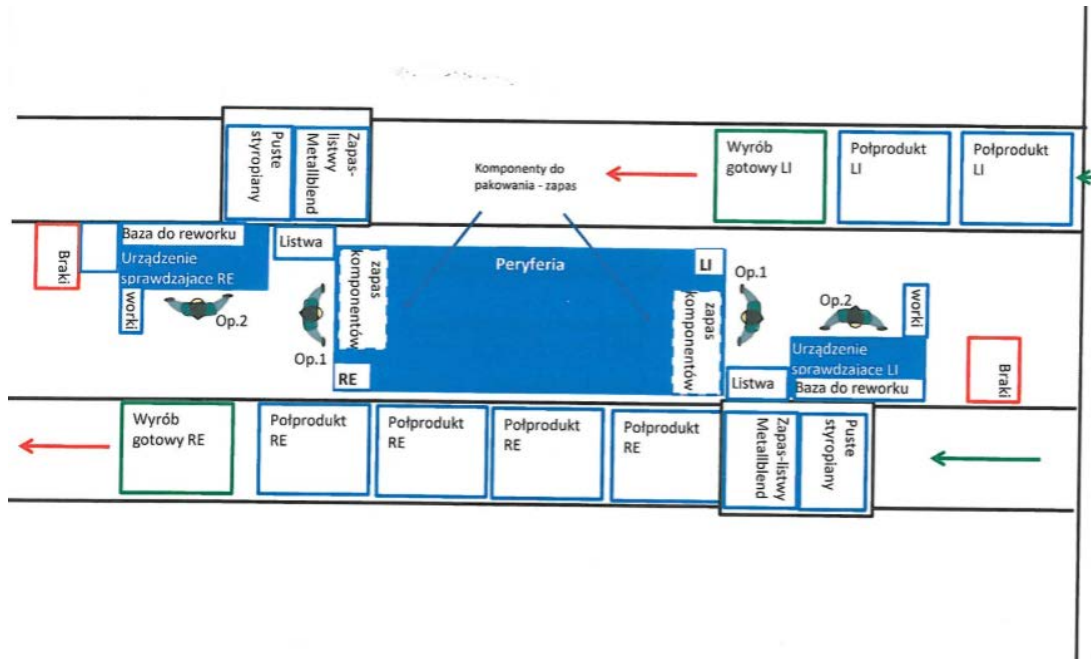 Puste
styropiany
Zapas-
listwy
Metallblend
Komponenty do
pakowania - zapas
Wyrób
gotowy LI
Połprodukt
LI
Połprodukt
LI
Braki
Baza do reworku
Urządzenie
sprawdzające RE
worki
Op.2
Listwa
Op.1
zapas
komponentów
RE
Peryferia
LI
zapas
komponentów
Op.1
Op.2
worki
Urządzenie
sprawdzające LI
Baza do reworku
Listwa
Braki
Wyrób
gotowy RE
Połprodukt
RE
Połprodukt
RE
Połprodukt
RE
Połprodukt
RE
Zapas-listwy
Metallblend
Puste
styropiany